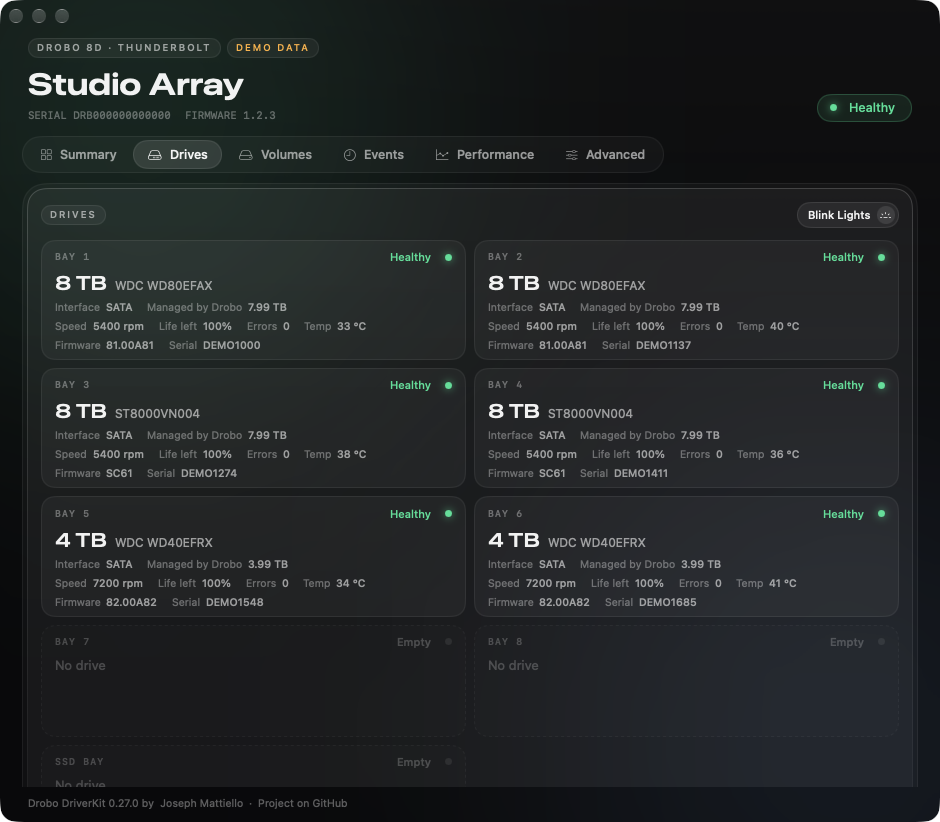 DROBO 8D · THUNDERBOLT DEMO DATA
Studio Array
SERIAL DRB000000000000 FIRMWARE 1.2.3
Healthy
Summary Drives Volumes Events Performance Advanced
DRIVES Blink Lights
BAY 1 Healthy
8 TB WDC WD80EFAX
Interface SATA Managed by Drobo 7.99 TB
Speed 5400 rpm Life left 100% Errors 0 Temp 33 °C
Firmware 81.00A81 Serial DEMO1000
BAY 2 Healthy
8 TB WDC WD80EFAX
Interface SATA Managed by Drobo 7.99 TB
Speed 5400 rpm Life left 100% Errors 0 Temp 40 °C
Firmware 81.00A81 Serial DEMO1137
BAY 3 Healthy
8 TB ST8000VN004
Interface SATA Managed by Drobo 7.99 TB
Speed 5400 rpm Life left 100% Errors 0 Temp 38 °C
Firmware SC61 Serial DEMO1274
BAY 4 Healthy
8 TB ST8000VN004
Interface SATA Managed by Drobo 7.99 TB
Speed 5400 rpm Life left 100% Errors 0 Temp 36 °C
Firmware SC61 Serial DEMO1411
BAY 5 Healthy
4 TB WDC WD40EFRX
Interface SATA Managed by Drobo 3.99 TB
Speed 7200 rpm Life left 100% Errors 0 Temp 34 °C
Firmware 82.00A82 Serial DEMO1548
BAY 6 Healthy
4 TB WDC WD40EFRX
Interface SATA Managed by Drobo 3.99 TB
Speed 7200 rpm Life left 100% Errors 0 Temp 41 °C
Firmware 82.00A82 Serial DEMO1685
BAY 7 Empty
No drive
BAY 8 Empty
No drive
SSD BAY Empty
No drive
Drobo DriverKit 0.27.0 by Joseph Mattiello · Project on GitHub